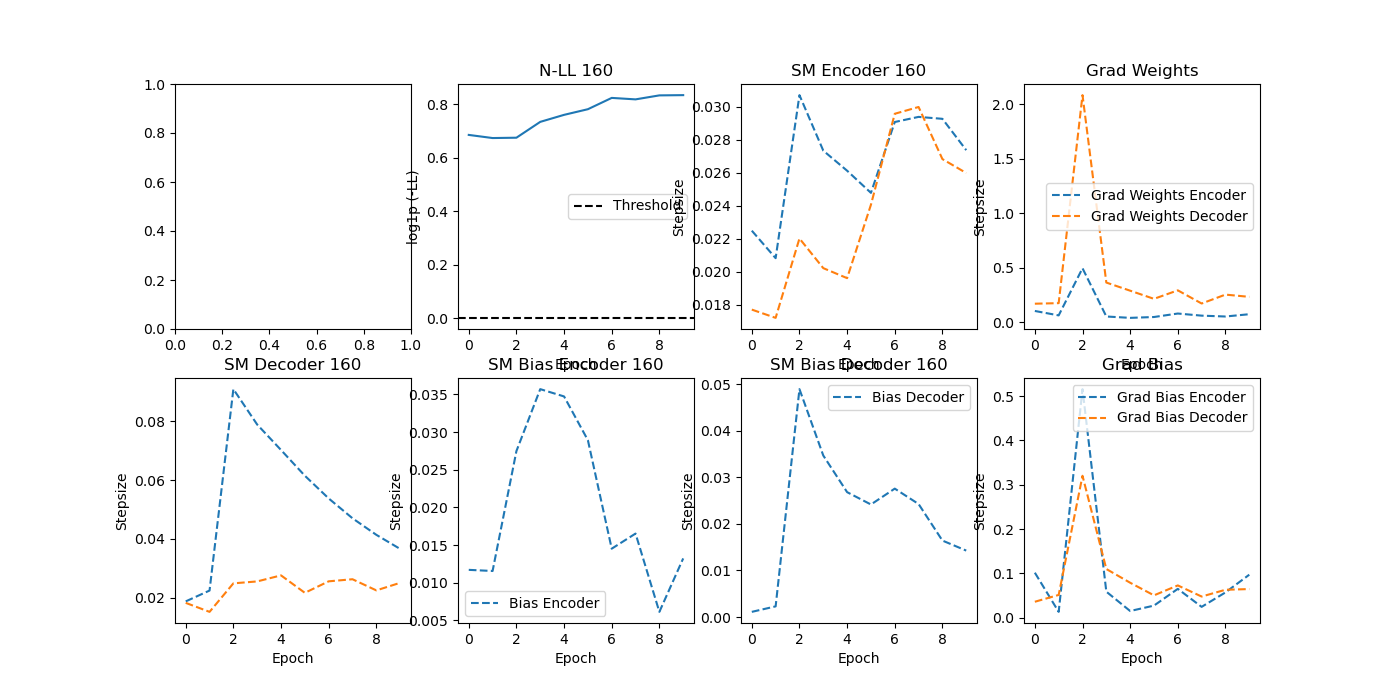 N-LL 160
SM Encoder 160
Grad Weights
1.0
0.8
0.6
0.4
0.2
0.0
0.0 0.2 0.4 0.6 0.8 1.0
log1p (-LL)
0.8
0.6
0.4
0.2
0.0
Threshold
0 2 4 6 8
Epoch
Stepsize
0.030
0.028
0.026
0.024
0.022
0.020
0.018
0 2 4 6 8
Epoch
Stepsize
2.0
1.5
1.0
0.5
0.0
Grad Weights Encoder
Grad Weights Decoder
0 2 4 6 8
Epoch
SM Decoder 160
SM Bias Encoder 160
SM Bias Decoder 160
Grad Bias
Stepsize
0.08
0.06
0.04
0.02
0 2 4 6 8
Epoch
Stepsize
0.035
0.030
0.025
0.020
0.015
0.010
0.005
Bias Encoder
0 2 4 6 8
Epoch
Stepsize
0.05
0.04
0.03
0.02
0.01
0.00
Bias Decoder
0 2 4 6 8
Epoch
Stepsize
0.5
0.4
0.3
0.2
0.1
0.0
Grad Bias Encoder
Grad Bias Decoder
0 2 4 6 8
Epoch